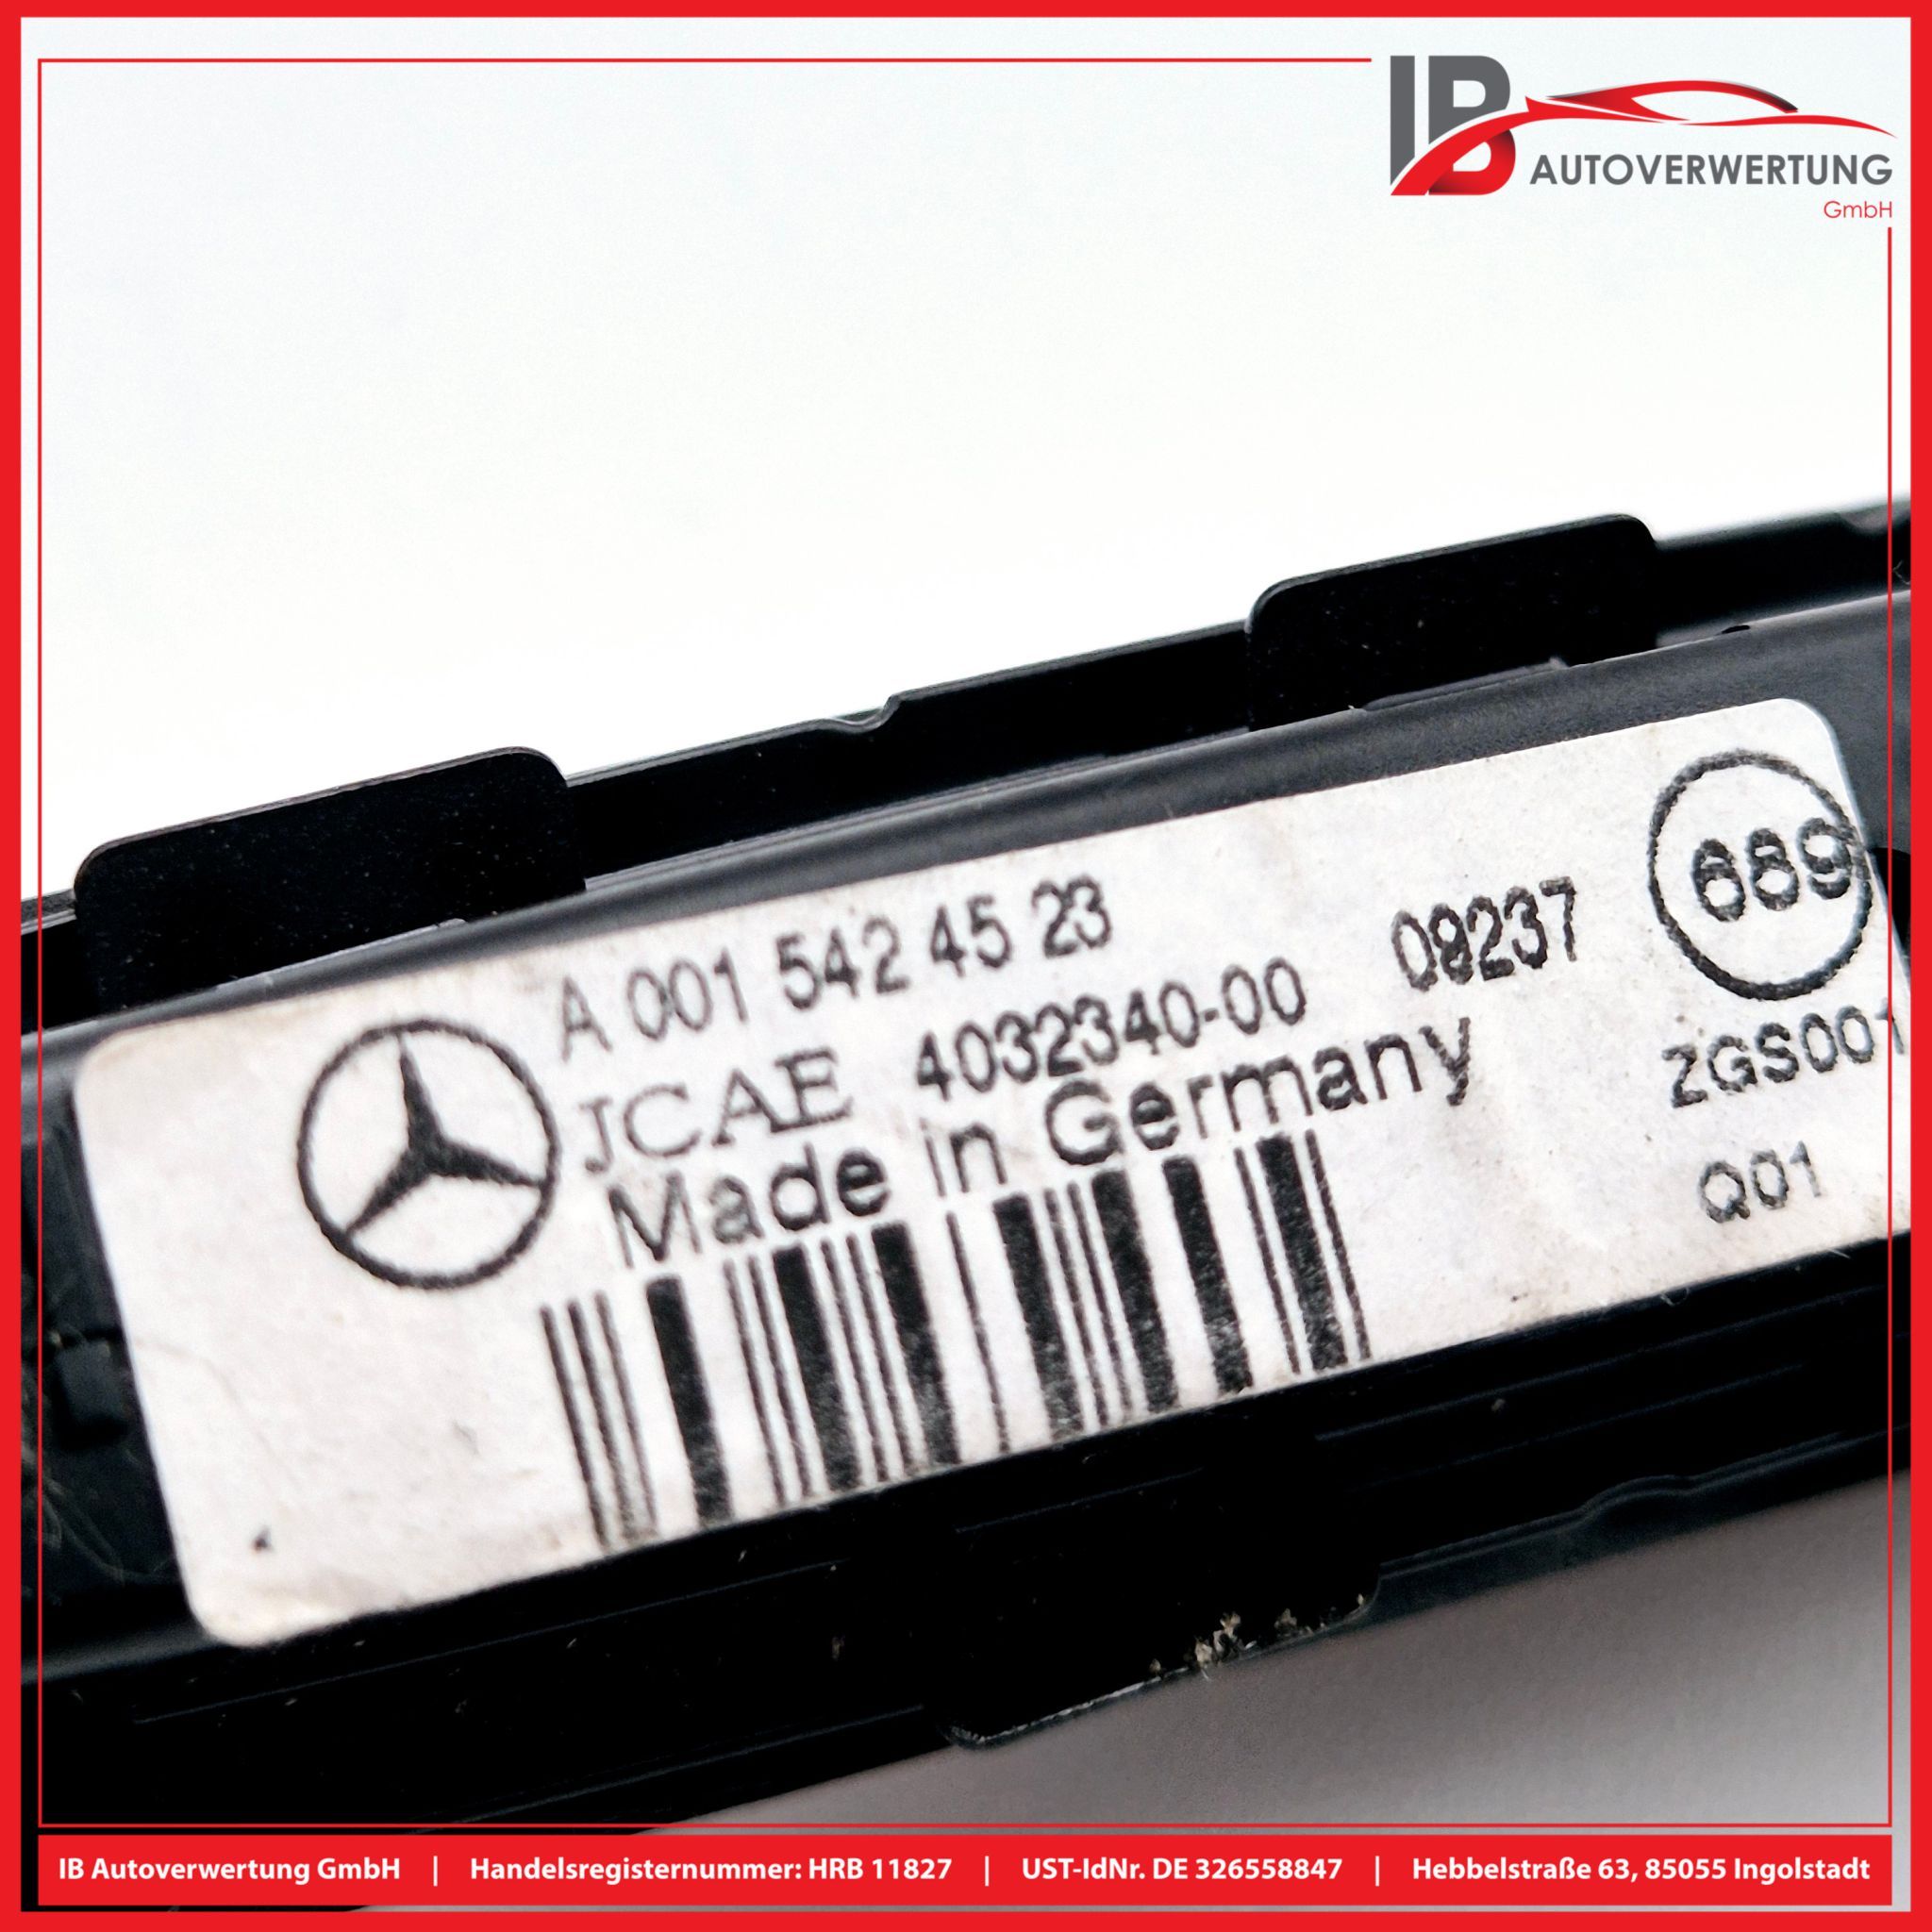 IB AUTOVERWERTUNG
GmbH
A 001 542 45 23
JCAE 4032340-00 08237
Made in Germany
689
ZGS001
Q01
IB Autoverwertung GmbH | Handelsregisternummer: HRB 11827 | UST-IdNr. DE 326558847 | Hebbelstraße 63, 85055 Ingolstadt